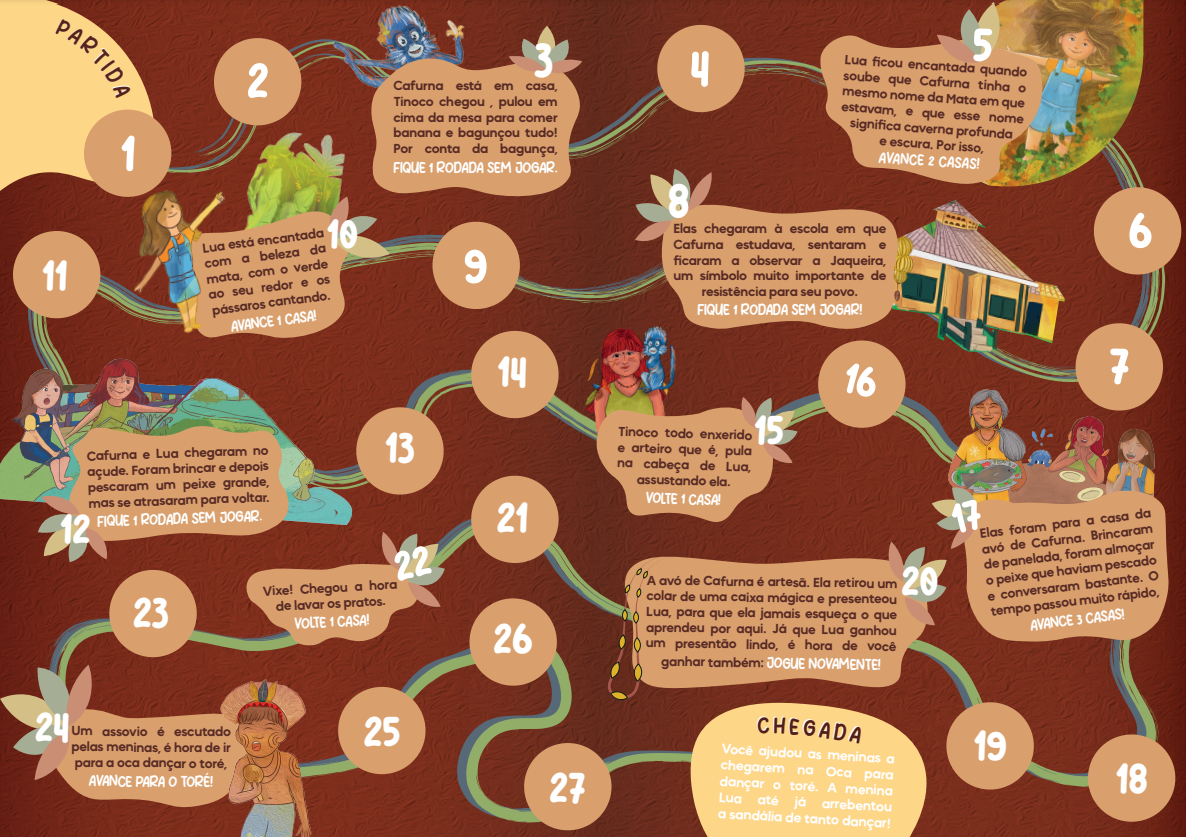 PARTIDA
1
2
3
Cafurna está em casa,
Tinoco chegou , pulou em
cima da mesa para comer
banana e bagunçou tudo!
Por conta da bagunça,
FIQUE 1 RODADA SEM JOGAR.
4
5
Lua ficou encantada quando
soube que Cafurna tinha o
mesmo nome da Mata em que
estavam, e que esse nome
significa caverna profunda
e escura. Por isso,
AVANCE 2 CASAS!
6
7
8
Elas chegaram à escola em que
Cafurna estudava, sentaram e
ficaram a observar a Jaqueira,
um símbolo muito importante de
resistência para seu povo.
FIQUE 1 RODADA SEM JOGAR!
9
10
Lua está encantada
com a beleza da
mata, com o verde
ao seu redor e os
pássaros cantando.
AVANCE 1 CASA!
11
12
Cafurna e Lua chegaram no
açude. Foram brincar e depois
pescaram um peixe grande,
mas se atrasaram para voltar.
FIQUE 1 RODADA SEM JOGAR.
13
14
15
Tinoco todo enxerido
e arteiro que é, pula
na cabeça de Lua,
assustando ela.
VOLTE 1 CASA!
16
17
Elas foram para a casa da
avó de Cafurna. Brincaram
de panelada, foram almoçar
o peixe que haviam pescado
e conversaram bastante. O
tempo passou muito rápido,
AVANCE 3 CASAS!
18
19
20
A avó de Cafurna é artesã. Ela retirou um
colar de uma caixa mágica e presenteou
Lua, para que ela jamais esqueça o que
aprendeu por aqui. Já que Lua ganhou
um presentão lindo, é hora de você
ganhar também: JOGUE NOVAMENTE!
21
22
Vixe! Chegou a hora
de lavar os pratos.
VOLTE 1 CASA!
23
24
Um assovio é escutado
pelas meninas, é hora de ir
para a oca dançar o toré,
AVANCE PARA O TORÉ!
25
26
27
CHEGADA
Você ajudou as meninas a
chegarem na Oca para
dançar o toré. A menina
Lua até já arrebentou
a sandália de tanto dançar!